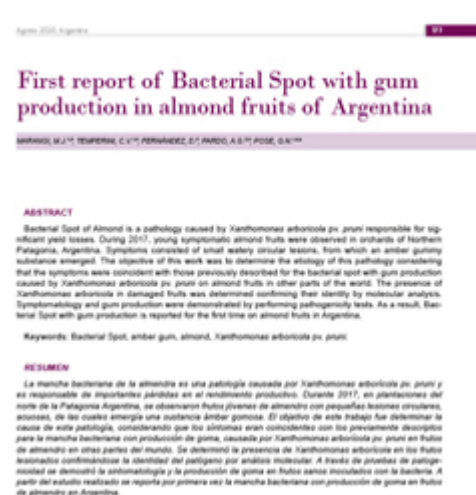 Agosto 2020, Argentina
First report of Bacterial Spot with gum
production in almond fruits of Argentina
MARANGI, M.J.; TEMPERINI, C.V.; FERNÁNDEZ, D.; PARDO, A.G.; POSE, G.N.
ABSTRACT
Bacterial Spot of Almond is a pathology caused by Xanthomonas arboricola pv. pruni responsible for sig-
nificant yield losses. During 2017, young symptomatic almond fruits were observed in orchards of Northern
Patagonia, Argentina. Symptoms consisted of small watery circular lesions, from which an amber gummy
substance emerged. The objective of this work was to determine the etiology of this pathology considering
that the symptoms were coincident with those previously described for the bacterial spot with gum production
caused by Xanthomonas arboricola pv. pruni on almond fruits in other parts of the world. The presence of
Xanthomonas arboricola in damaged fruits was determined confirming their identity by molecular analysis.
Symptomatology and gum production were demonstrated by performing pathogenicity tests. As a result, Bac-
terial Spot with gum production is reported for the first time on almond fruits in Argentina.
Keywords: Bacterial Spot, amber gum, almond, Xanthomonas arboricola pv. pruni.
RESUMEN
La mancha bacteriana de la almendra es una patología causada por Xanthomonas arboricola pv. pruni y
es responsable de importantes pérdidas en el rendimiento productivo. Durante 2017, en plantaciones del
norte de la Patagonia Argentina, se observaron frutos jóvenes de almendro con pequeñas lesiones circulares,
acuosas, de las cuales emergía una sustancia ámbar gomosa. El objetivo de este trabajo fue determinar la
causa de esta patología, considerando que los síntomas eran coincidentes con los previamente descriptos
para la mancha bacteriana con producción de goma, causada por Xanthomonas arboricola pv. pruni en frutos
de almendro en otras partes del mundo. Se determinó la presencia de Xanthomonas arboricola en los frutos
lesionados confirmándose la identidad del patógeno por análisis molecular. A través de pruebas de patoge-
nicidad se demostró la sintomatología y la producción de goma en frutos sanos inoculados con la bacteria. A
partir del estudio realizado se reporta por primera vez la mancha bacteriana con producción de goma en frutos
de almendro en Argentina.